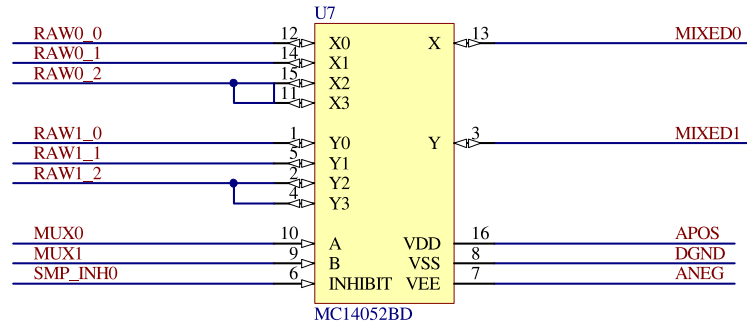 U7
RAW0_0 12 X0 X 13 MIXED0
RAW0_1 14 X1
RAW0_2 15 X2
11 X3
RAW1_0 1 Y0 Y 3 MIXED1
RAW1_1 5 Y1
RAW1_2 2 Y2
4 Y3
MUX0 10 A VDD 16 APOS
MUX1 9 B VSS 8 DGND
SMP_INH0 6 INHIBIT VEE 7 ANEG
MC14052BD